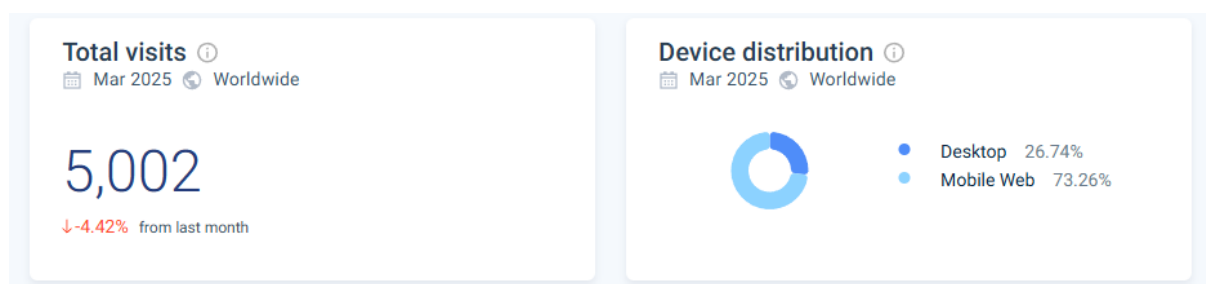 Total visits
Mar 2025 Worldwide
5,002
↓-4.42% from last month
Device distribution
Mar 2025 Worldwide
Desktop 26.74%
Mobile Web 73.26%